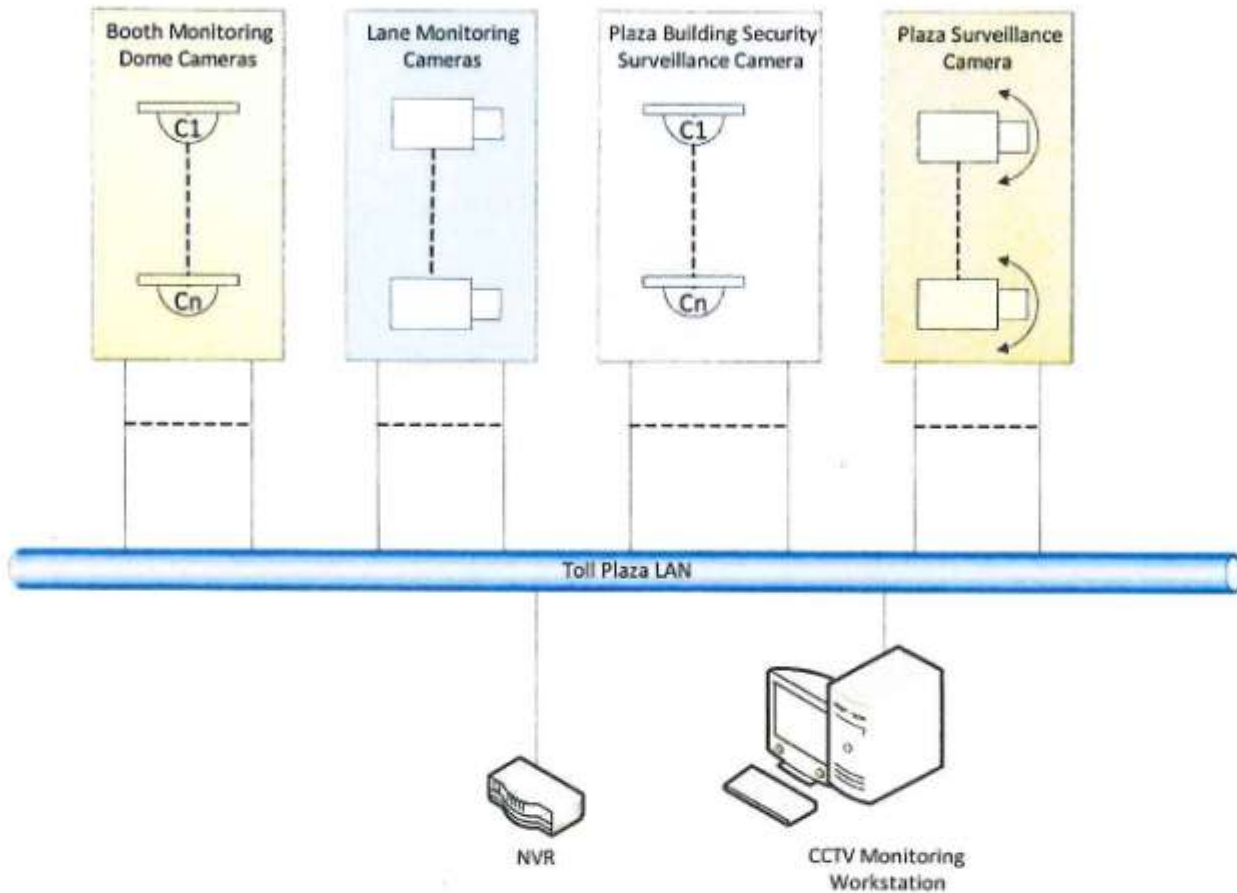 Booth Monitoring
Dome Cameras
C1
Cn
Lane Monitoring
Cameras
Plaza Building Security
Surveillance Camera
C1
Cn
Plaza Surveillance
Camera
Toll Plaza LAN
NVR
CCTV Monitoring
Workstation